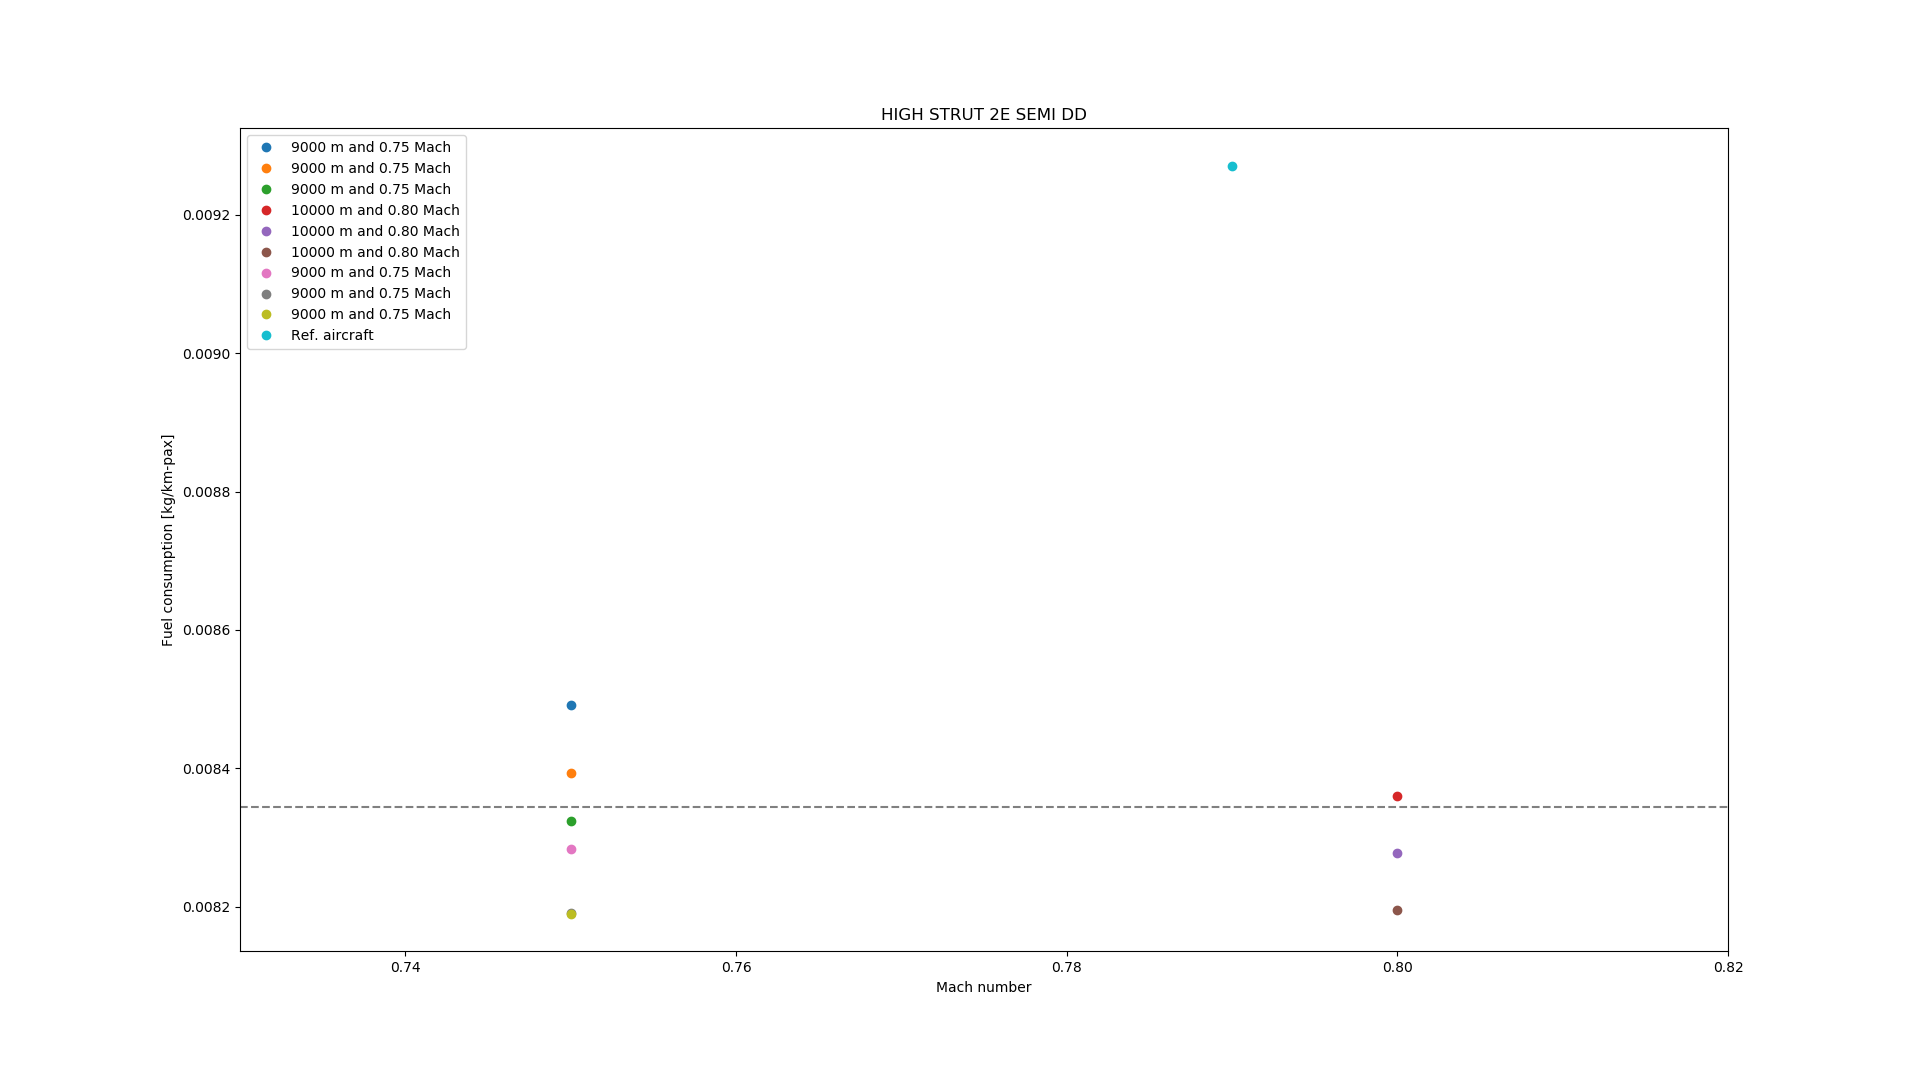 HIGH STRUT 2E SEMI DD
9000 m and 0.75 Mach
9000 m and 0.75 Mach
9000 m and 0.75 Mach
10000 m and 0.80 Mach
10000 m and 0.80 Mach
10000 m and 0.80 Mach
9000 m and 0.75 Mach
9000 m and 0.75 Mach
9000 m and 0.75 Mach
Ref. aircraft
0.0092
0.0090
0.0088
0.0086
0.0084
0.0082
Fuel consumption [kg/km-pax]
0.74
0.76
0.78
0.80
0.82
Mach number